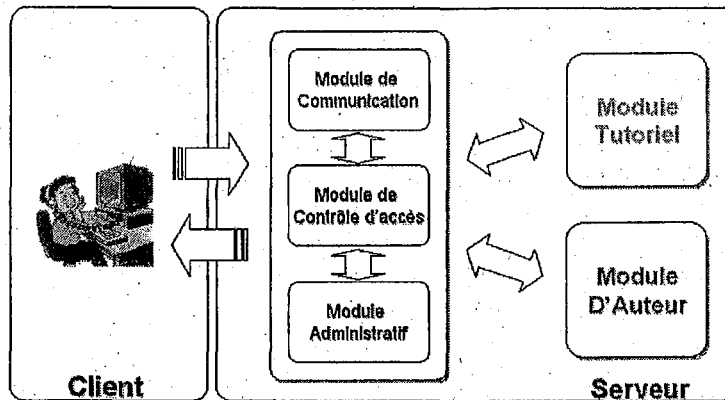 Module de
Communication
Module de
Contrôle d'accès
Module
Administratif
Module
Tutoriel
Module
D'Auteur
Client
Serveur